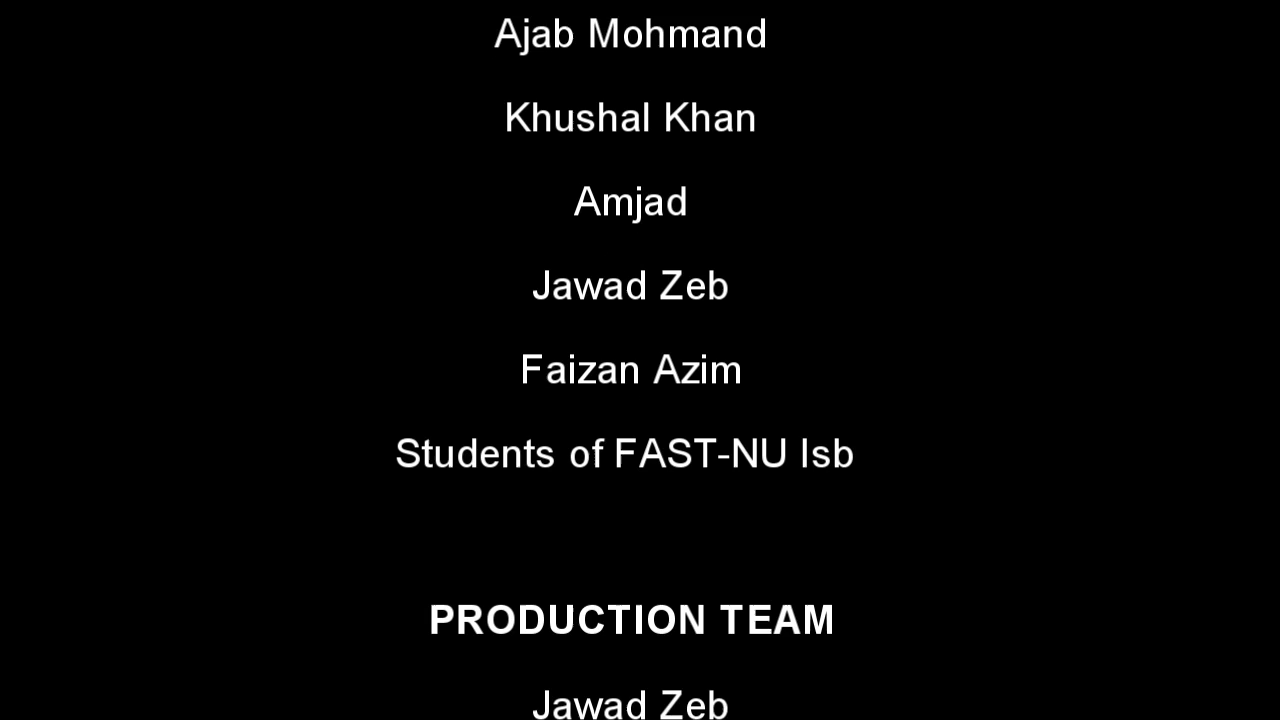 Ajab Mohmand
Khushal Khan
Amjad
Jawad Zeb
Faizan Azim
Students of FAST-NU Isb
PRODUCTION TEAM
Jawad Zeb